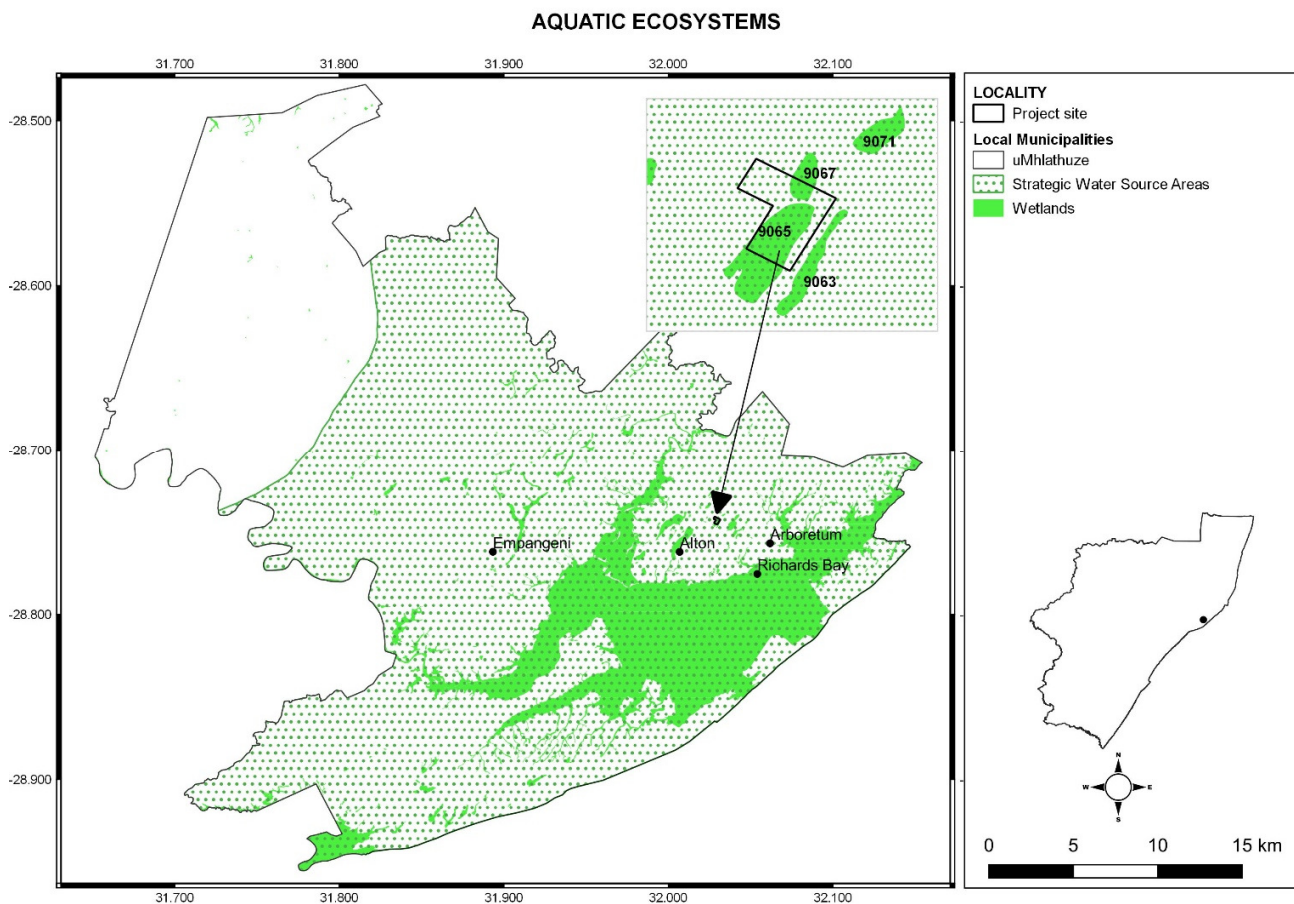 AQUATIC ECOSYSTEMS
31.700 31.800 31.900 32.000 32.100
-28.500
-28.600
-28.700
-28.800
-28.900
9071
9067
9065
9063
Empangeni
Alton
Arboretum
Richards Bay
31.700 31.800 31.900 32.000 32.100
LOCALITY
Project site
Local Municipalities
uMhlathuze
Strategic Water Source Areas
Wetlands
N
W E
S
0 5 10 15 km